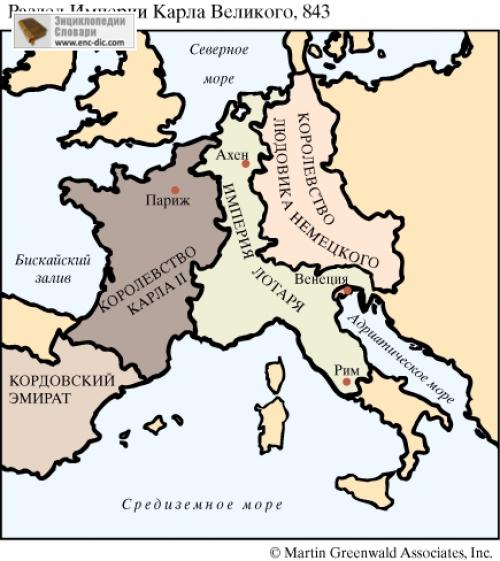 Раздел Империи Карла Великого, 843
Энциклопедии
Словари
www.enc-dic.com
Северное
море
Ахен
Париж
КОРОЛЕВСТВО
ЛЮДОВИКА НЕМЕЦКОГО
ИМПЕРИЯ
ЛОТАРЯ
Бискайский
залив
КОРОЛЕВСТВО
КАРЛА II
Венеция
Адриатическое море
КОРДОВСКИЙ
ЭМИРАТ
Рим
Средиземное море
© Martin Greenwald Associates, Inc.